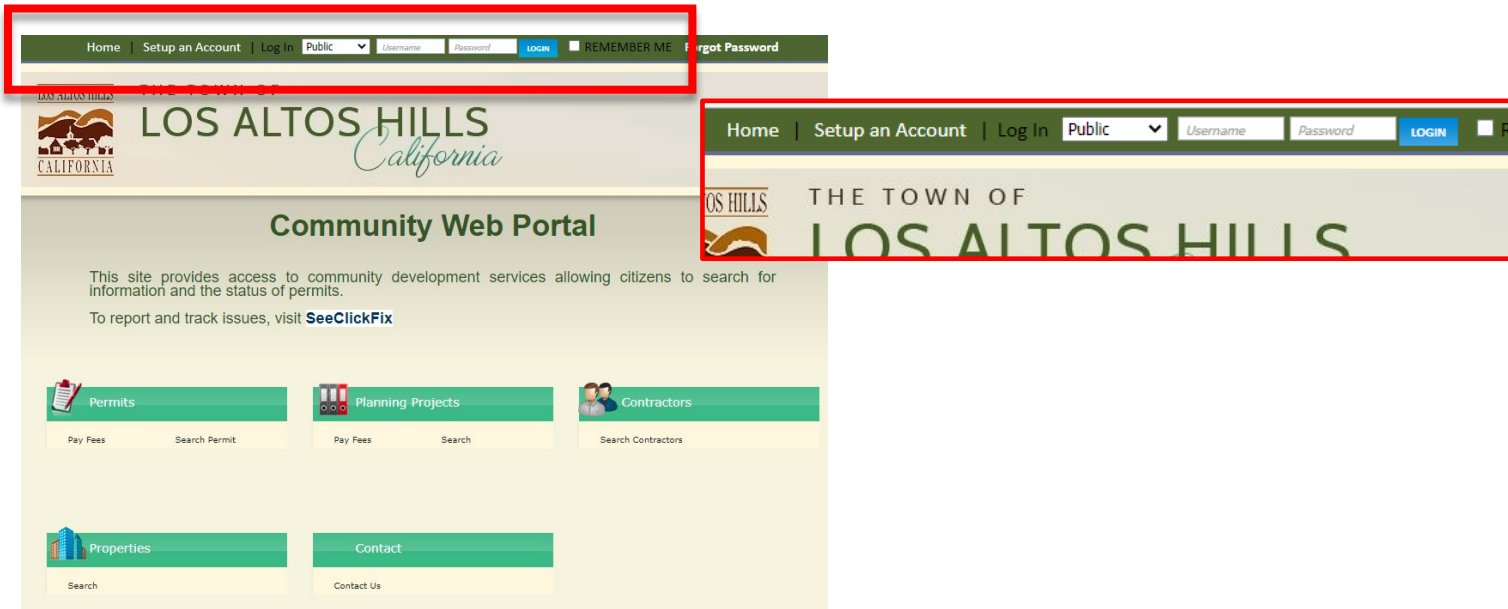 Home | Setup an Account | Log In Public Username Password LOGIN REMEMBER ME Forgot Password
LOS ALTOS HILLS
CALIFORNIA
THE TOWN OF
LOS ALTOS HILLS
California
Community Web Portal
This site provides access to community development services allowing citizens to search for
information and the status of permits.
To report and track issues, visit SeeClickFix
Permits
Pay Fees Search Permit
Planning Projects
Pay Fees Search
Contractors
Search Contractors
Properties
Search
Contact
Contact Us
Home | Setup an Account | Log In Public Username Password LOGIN
OS HILLS
THE TOWN OF
LOS ALTOS HILLS